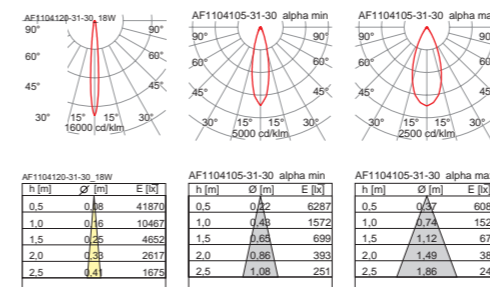 AF1104120-31-30_18W
90° 90°
60° 60°
45° 45°
30° 15° 15° 30°
16000 cd/klm
AF1104105-31-30 alpha min
90° 90°
60° 60°
45° 45°
30° 15° 15° 30°
5000 cd/klm
AF1104105-31-30 alpha max
90° 90°
60° 60°
45° 45°
30° 15° 15° 30°
2500 cd/klm
AF1104120-31-30_18W
h [m] Ø [m] E [lx]
0,5 0,08 41870
1,0 0,16 10467
1,5 0,25 4652
2,0 0,33 2617
2,5 0,41 1675
AF1104105-31-30 alpha min
h [m] Ø [m] E [lx]
0,5 0,22 6287
1,0 0,43 1572
1,5 0,65 699
2,0 0,86 393
2,5 1,08 251
AF1104105-31-30
h [m] Ø [m] E [lx]
0,5 0,37
1,0 0,74
1,5 1,12
2,0 1,49
2,5 1,86